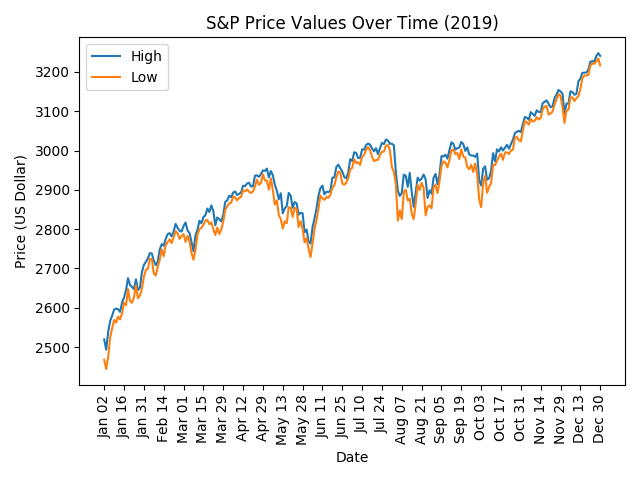 S&P Price Values Over Time (2019)
High
Low
Price (US Dollar)
3200
3100
3000
2900
2800
2700
2600
2500
Jan 02
Jan 16
Jan 31
Feb 14
Mar 01
Mar 15
Mar 29
Apr 12
Apr 29
May 13
May 28
Jun 11
Jun 25
Jul 10
Jul 24
Aug 07
Aug 21
Sep 05
Sep 19
Oct 03
Oct 17
Oct 31
Nov 14
Nov 29
Dec 13
Dec 30
Date